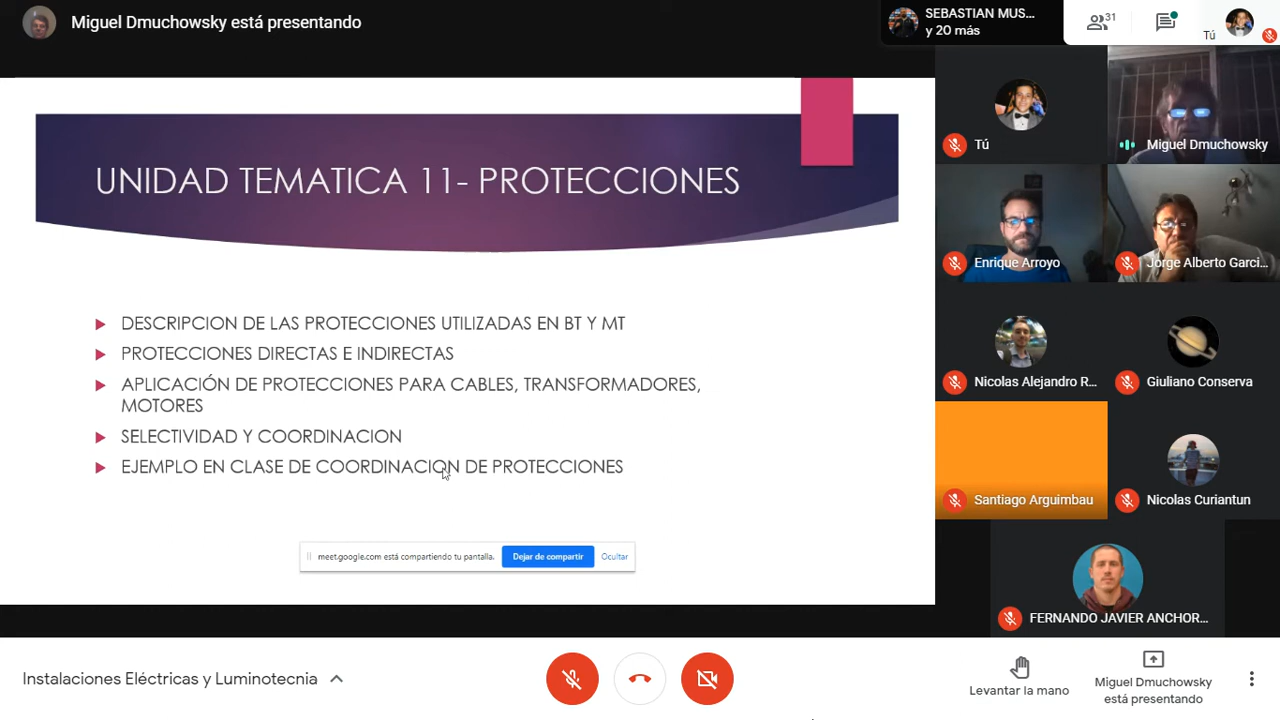 Miguel Dmuchowsky está presentando
SEBASTIAN MUS...
y 20 más
31
Tú
UNIDAD TEMATICA 11- PROTECCIONES
DESCRIPCION DE LAS PROTECCIONES UTILIZADAS EN BT Y MT
PROTECCIONES DIRECTAS E INDIRECTAS
APLICACIÓN DE PROTECCIONES PARA CABLES, TRANSFORMADORES,
MOTORES
SELECTIVIDAD Y COORDINACION
EJEMPLO EN CLASE DE COORDINACION DE PROTECCIONES
meet.google.com está compartiendo tu pantalla.
Dejar de compartir
Ocultar
Tú
Miguel Dmuchowsky
Enrique Arroyo
Jorge Alberto Garci...
Nicolas Alejandro R...
Giuliano Conserva
Santiago Arguimbau
Nicolas Curiantun
FERNANDO JAVIER ANCHOR...
Instalaciones Eléctricas y Luminotecnia
Levantar la mano
Miguel Dmuchowsky
está presentando